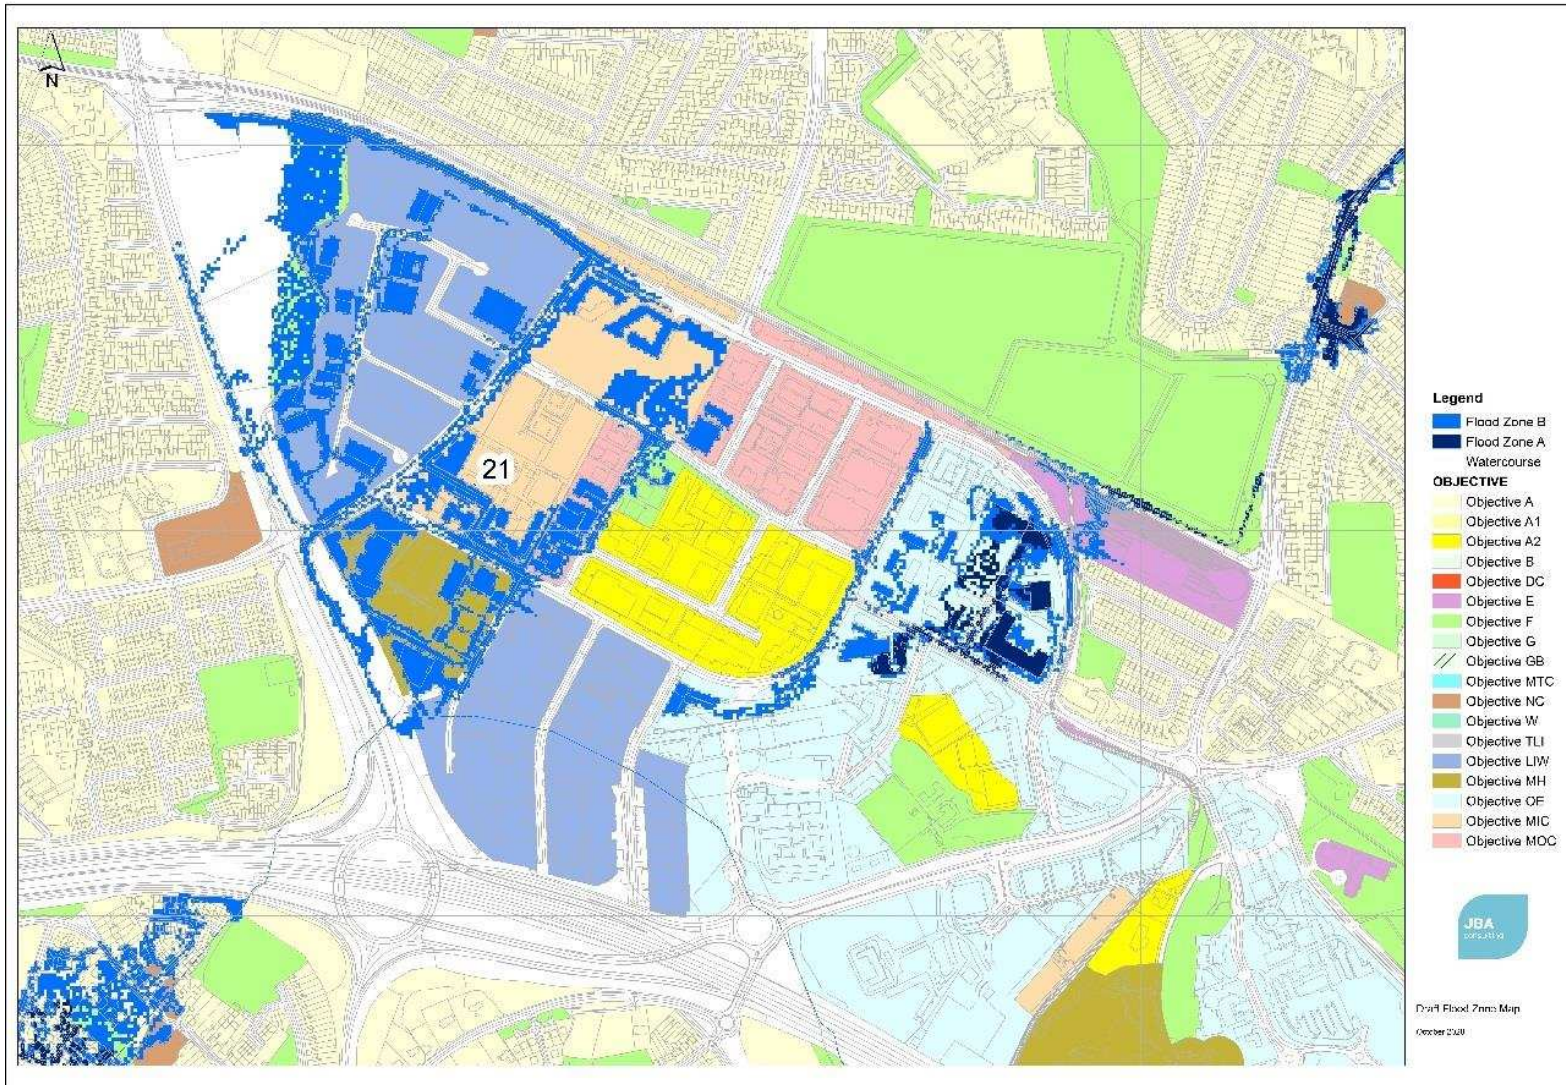 N
21
Legend
Flood Zone B
Flood Zone A
Watercourse
OBJECTIVE
Objective A
Objective A1
Objective A2
Objective B
Objective DC
Objective E
Objective F
Objective G
Objective GB
Objective MTC
Objective NC
Objective W
Objective TLI
Objective LIW
Objective MH
Objective OE
Objective MIC
Objective MOC
JBA
consulting
Draft Flood Zone Map
October 2020